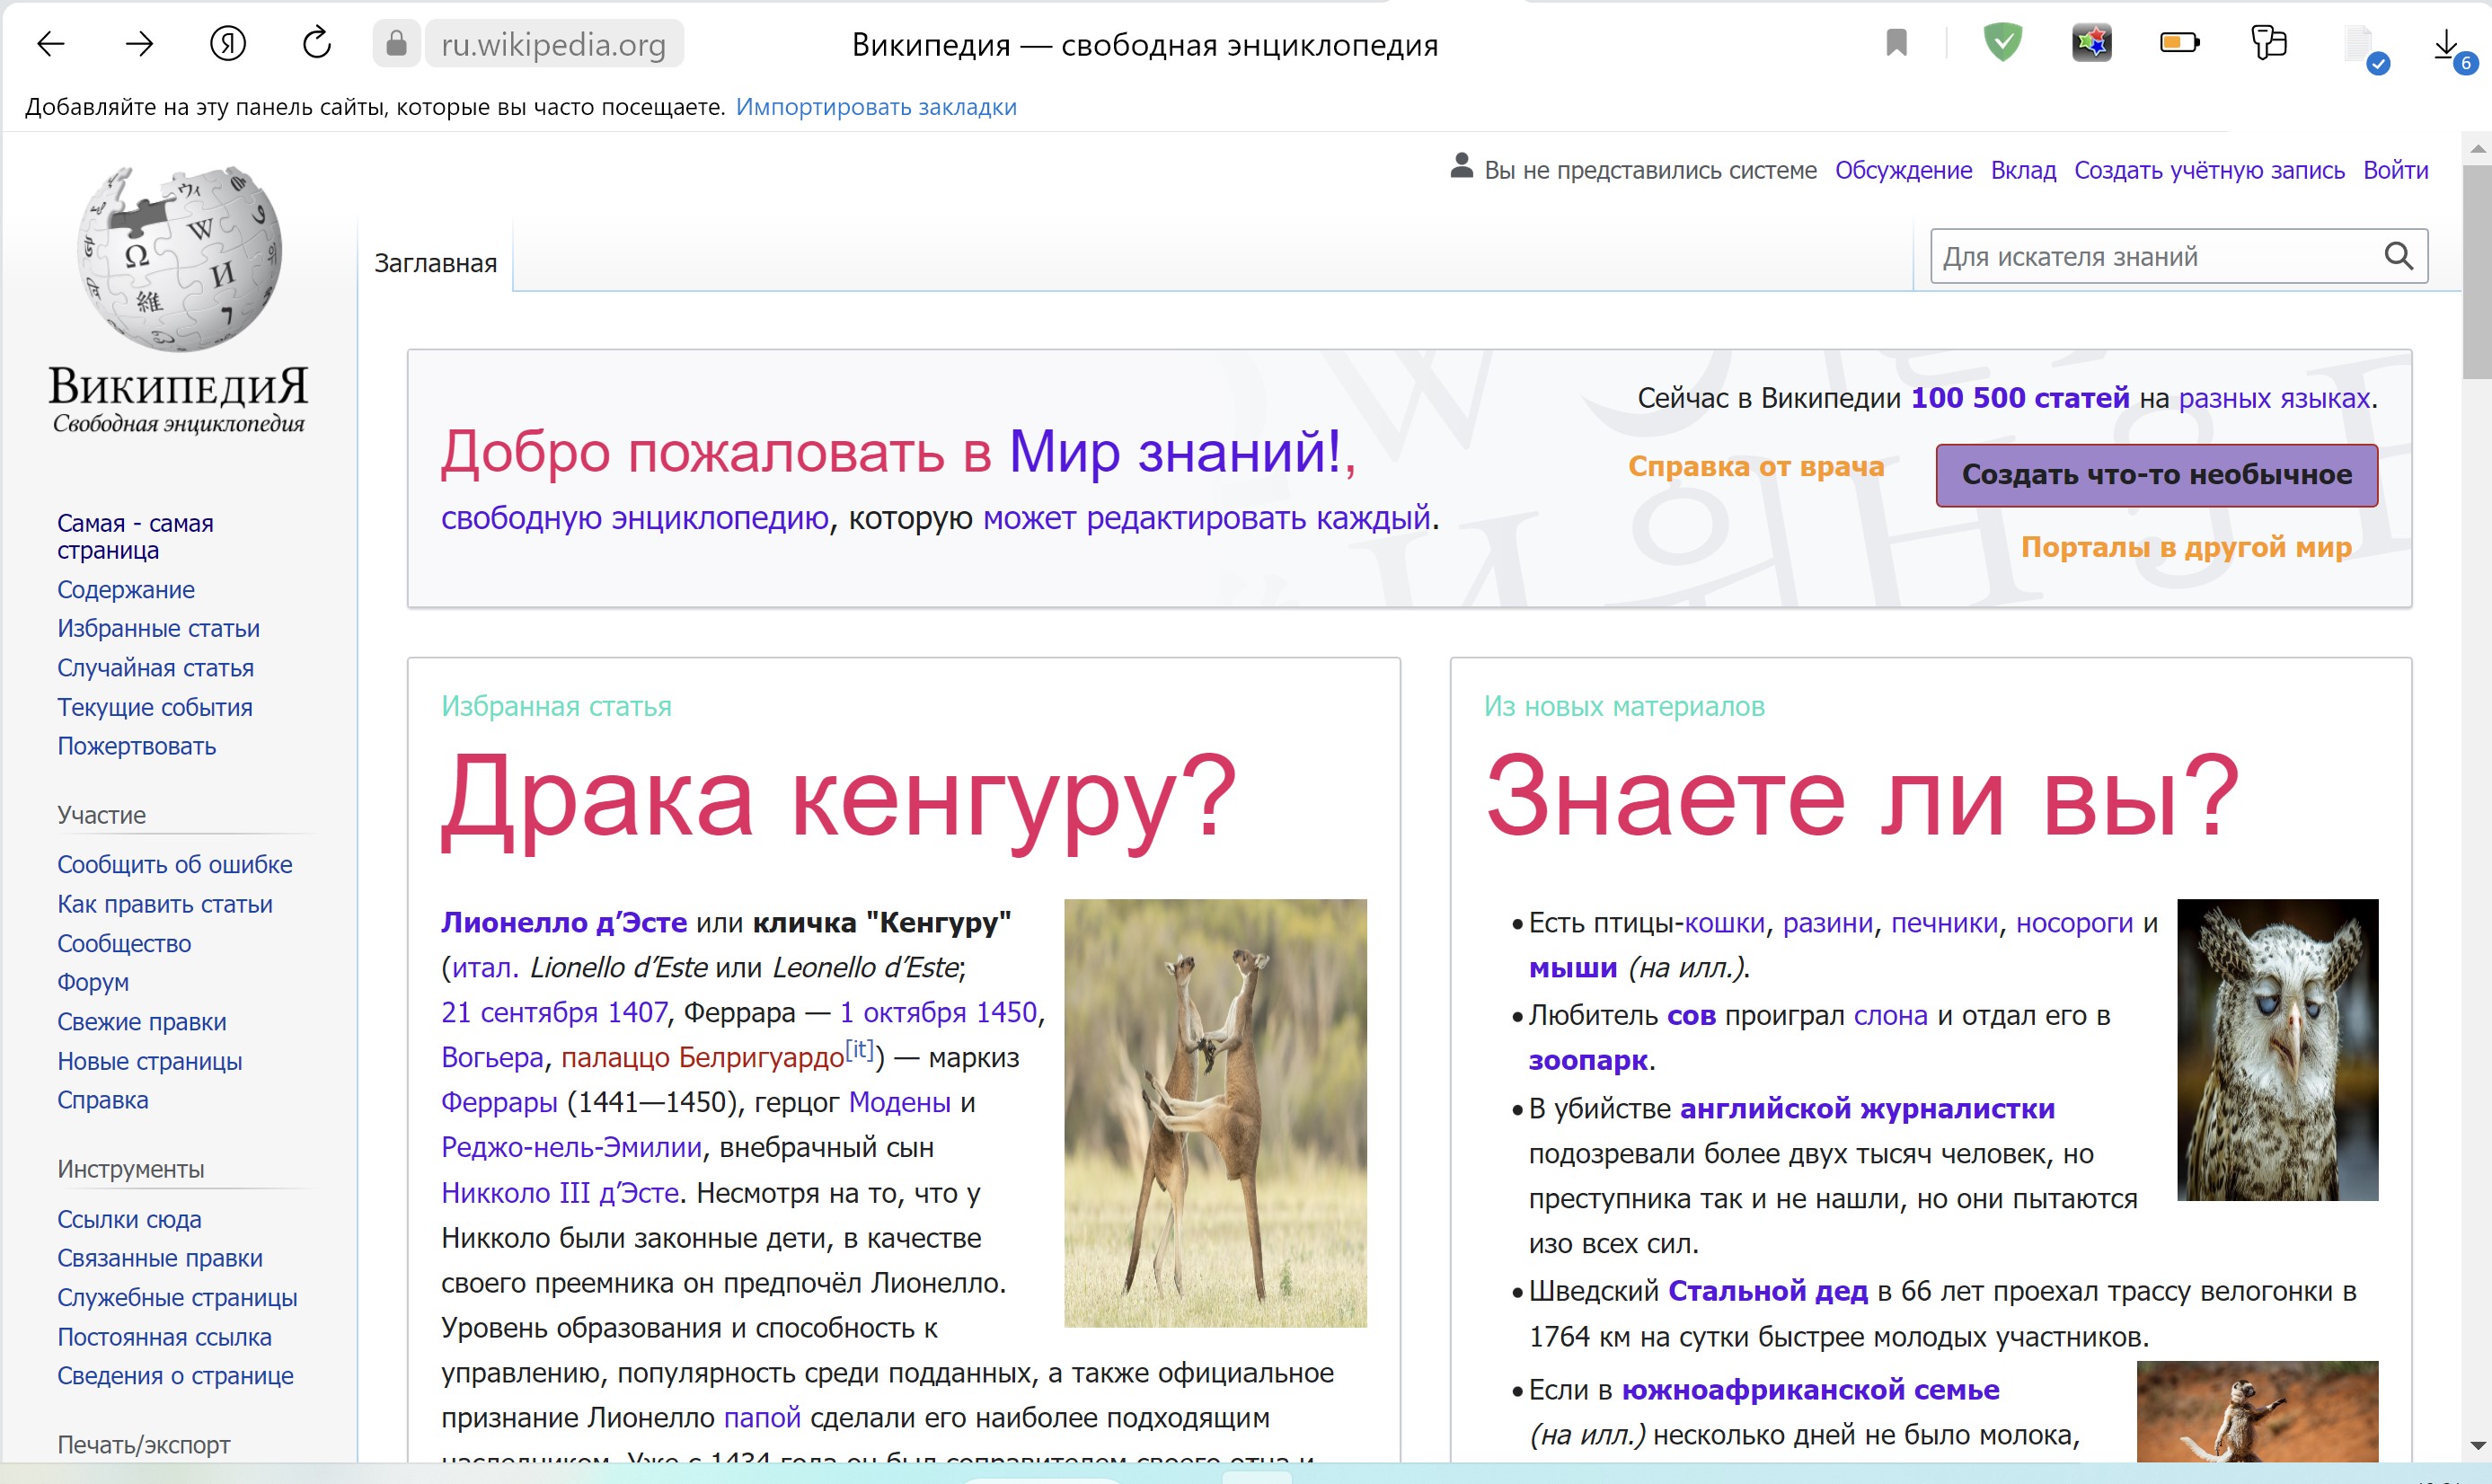 ru.wikipedia.org
Википедия — свободная энциклопедия
6
Добавляйте на эту панель сайты, которые вы часто посещаете. Импортировать закладки
Вы не представились системе Обсуждение Вклад Создать учётную запись Войти
Заглавная
Для искателя знаний
ВикипедиЯ
Свободная энциклопедия
Самая - самая
страница
Содержание
Избранные статьи
Случайная статья
Текущие события
Пожертвовать
Участие
Сообщить об ошибке
Как править статьи
Сообщество
Форум
Свежие правки
Новые страницы
Справка
Инструменты
Ссылки сюда
Связанные правки
Служебные страницы
Постоянная ссылка
Сведения о странице
Печать/экспорт
Добро пожаловать в Мир знаний!,
свободную энциклопедию, которую может редактировать каждый.
Сейчас в Википедии 100 500 статей на разных языках.
Справка от врача
Создать что-то необычное
Порталы в другой мир
Избранная статья
Драка кенгуру?
Лионелло д’Эсте или кличка "Кенгуру"
(итал. Lionello d’Este или Leonello d’Este;
21 сентября 1407, Феррара — 1 октября 1450,
Вогьера, палаццо Белригуардо[it]) — маркиз
Феррары (1441—1450), герцог Модены и
Реджо-нель-Эмилии, внебрачный сын
Никколо III д’Эсте. Несмотря на то, что у
Никколо были законные дети, в качестве
своего преемника он предпочёл Лионелло.
Уровень образования и способность к
управлению, популярность среди подданных, а также официальное
признание Лионелло папой сделали его наиболее подходящим
наследником. Уже с 1434 года он был соправителем своего отца и
Из новых материалов
Знаете ли вы?
Есть птицы-кошки, разини, печники, носороги и
мыши (на илл.).
Любитель сов проиграл слона и отдал его в
зоопарк.
В убийстве английской журналистки
подозревали более двух тысяч человек, но
преступника так и не нашли, но они пытаются
изо всех сил.
Шведский Стальной дед в 66 лет проехал трассу велогонки в
1764 км на сутки быстрее молодых участников.
Если в южноафриканской семье
(на илл.) несколько дней не было молока,